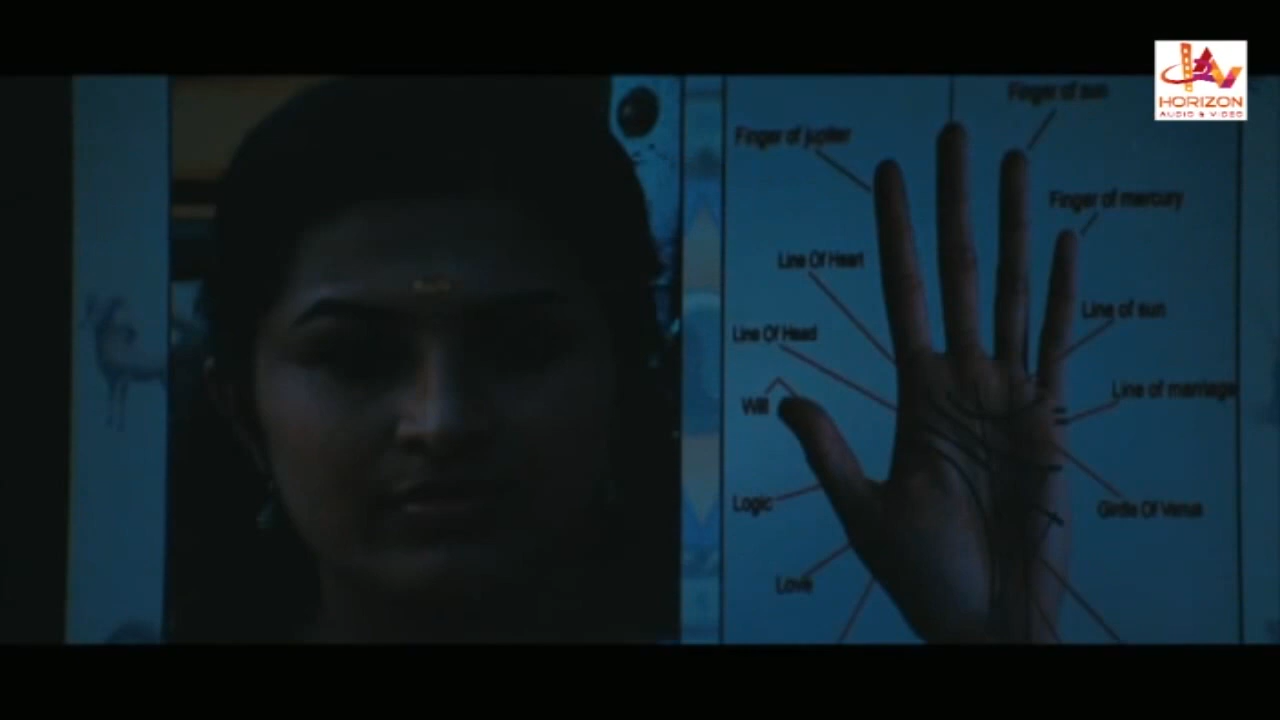 HORIZON
AUDIO & VIDEO
Finger of sun
Finger of jupiter
Finger of mercury
Line Of Heart
Line of sun
Line Of Head
Line of marriage
Will
Logic
Girdle Of Venus
Love